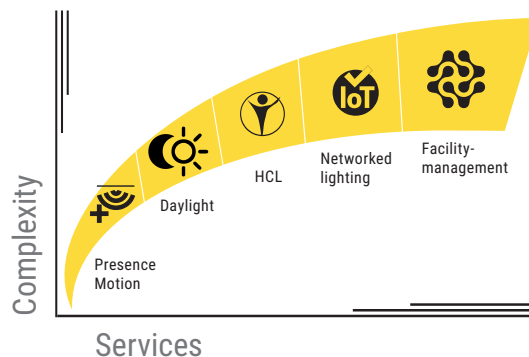 IoT
Facility-
management
Networked
lighting
HCL
Daylight
Presence
Motion
Complexity
Services